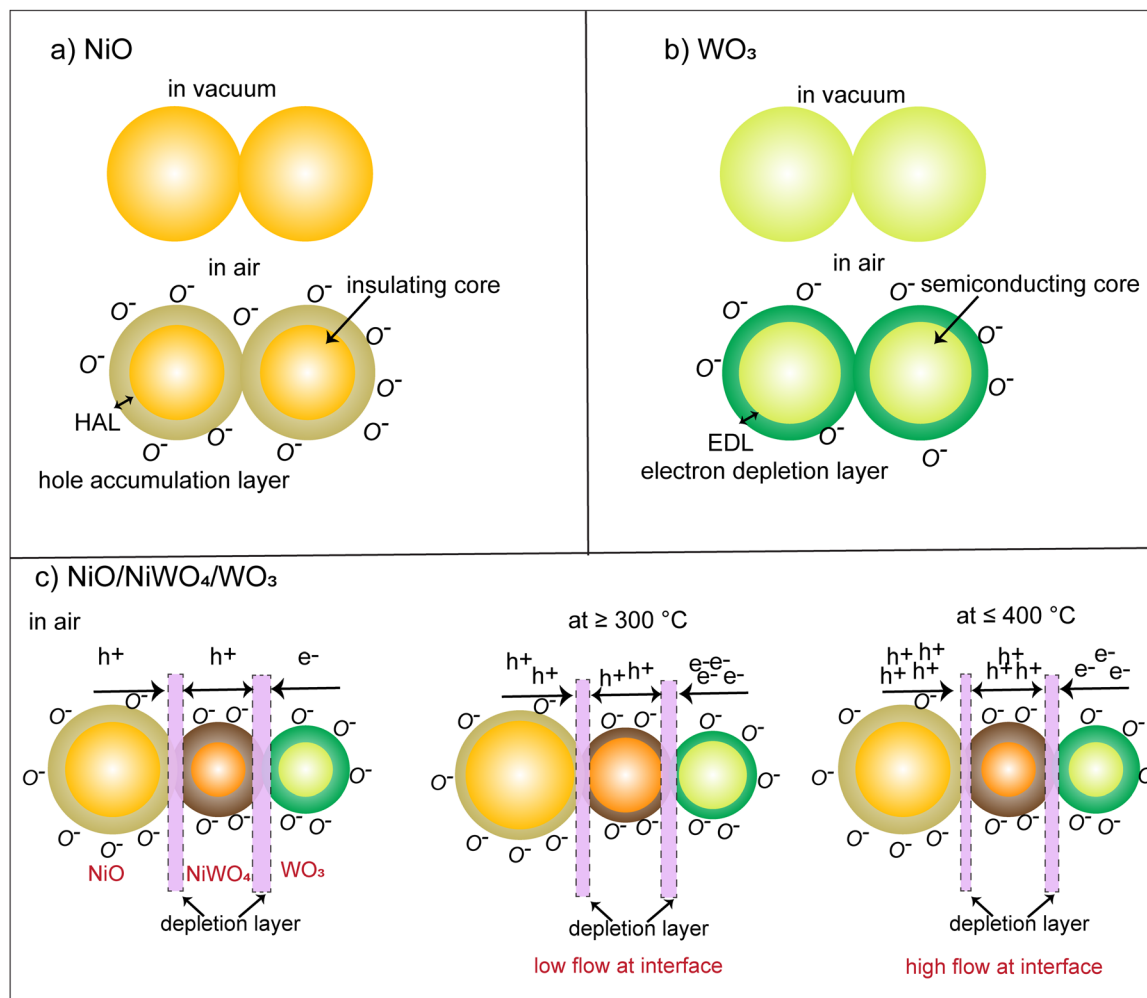 a) NiO
in vacuum
in air
O⁻ O⁻ O⁻ O⁻ O⁻ O⁻ O⁻ O⁻ O⁻ O⁻ O⁻
insulating core
HAL
hole accumulation layer
b) WO₃
in vacuum
in air
O⁻ O⁻ O⁻ O⁻ O⁻ O⁻ O⁻ O⁻ O⁻
semiconducting core
EDL
electron depletion layer
c) NiO/NiWO₄/WO₃
in air
h+ h+ e-
O⁻ O⁻ O⁻ O⁻ O⁻ O⁻ O⁻ O⁻ O⁻ O⁻ O⁻ O⁻ O⁻ O⁻ O⁻ O⁻
NiO NiWO₄ WO₃
depletion layer
at ≥ 300 °C
h+ h+ h+ h+ e- e- e- e-
O⁻ O⁻ O⁻ O⁻ O⁻ O⁻ O⁻ O⁻ O⁻ O⁻ O⁻ O⁻ O⁻ O⁻ O⁻ O⁻
depletion layer
low flow at interface
at ≤ 400 °C
h+ h+ h+ h+ h+ h+ h+ e- e- e-
O⁻ O⁻ O⁻ O⁻ O⁻ O⁻ O⁻ O⁻ O⁻ O⁻ O⁻ O⁻ O⁻ O⁻ O⁻ O⁻
depletion layer
high flow at interface